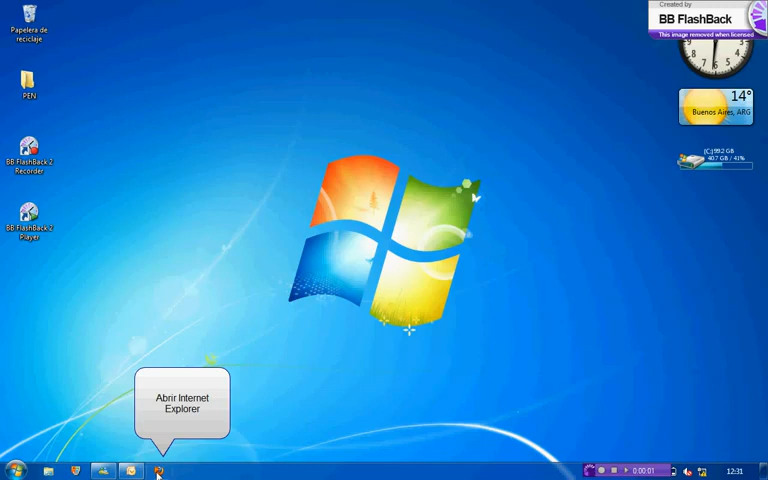 Papelera de
reciclaje
PEN
BB FlashBack 2
Recorder
BB FlashBack 2
Player
Created by
BB FlashBack
This image removed when licensed
14°
Buenos Aires, ARG
(C:) 99.2 GB
40.7 GB / 41%
Abrir Internet
Explorer
0:00:01
12:31